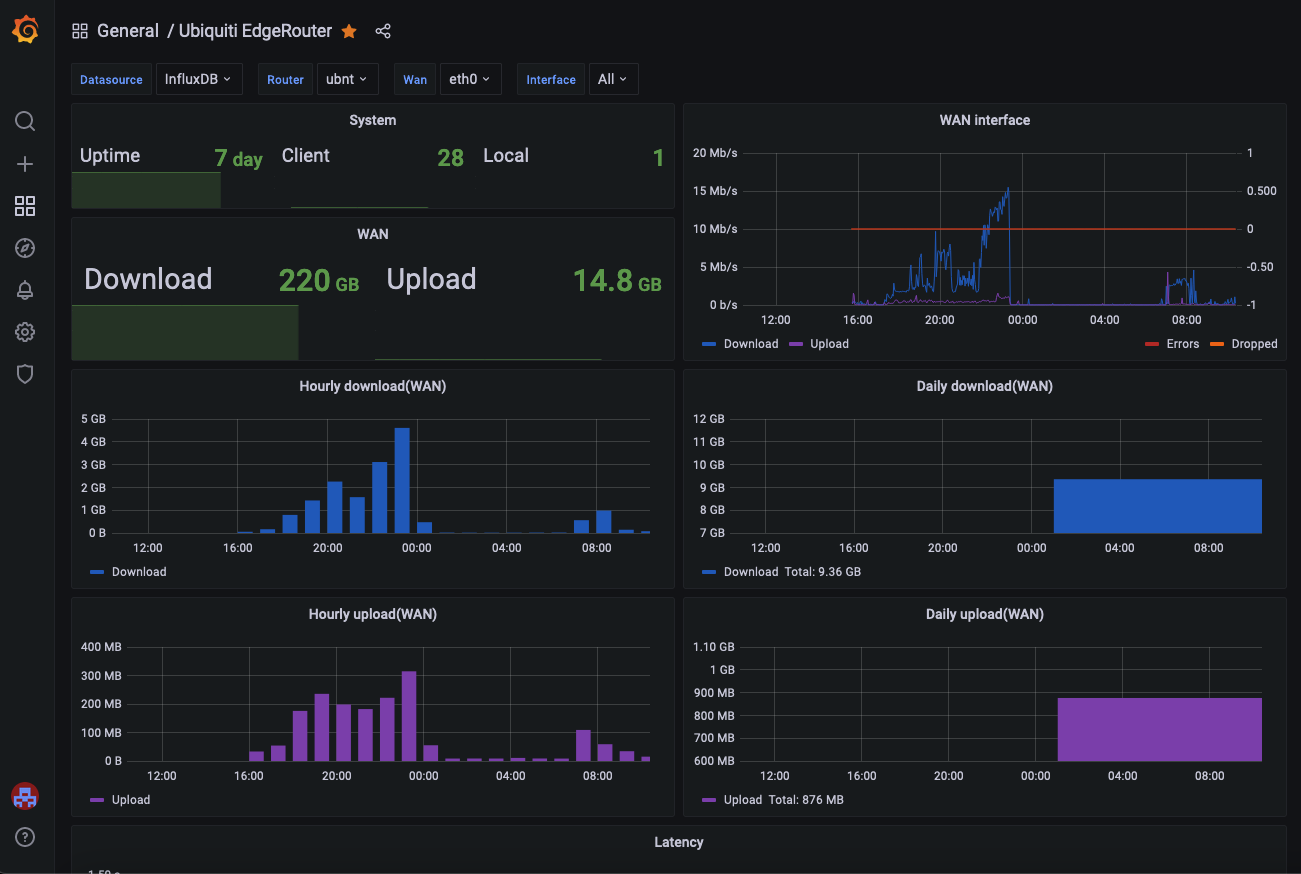 General / Ubiquiti EdgeRouter
Datasource InfluxDB Router ubnt Wan eth0 Interface All
System
Uptime 7 day Client 28 Local 1
WAN
Download 220 GB Upload 14.8 GB
WAN interface
20 Mb/s 1
15 Mb/s 0.500
10 Mb/s 0
5 Mb/s -0.50
0 b/s -1
12:00 16:00 20:00 00:00 04:00 08:00
Download Upload Errors Dropped
Hourly download(WAN)
5 GB
4 GB
3 GB
2 GB
1 GB
0 B
12:00 16:00 20:00 00:00 04:00 08:00
Download
Daily download(WAN)
12 GB
11 GB
10 GB
9 GB
8 GB
7 GB
12:00 16:00 20:00 00:00 04:00 08:00
Download Total: 9.36 GB
Hourly upload(WAN)
400 MB
300 MB
200 MB
100 MB
0 B
12:00 16:00 20:00 00:00 04:00 08:00
Upload
Daily upload(WAN)
1.10 GB
1 GB
900 MB
800 MB
700 MB
600 MB
12:00 16:00 20:00 00:00 04:00 08:00
Upload Total: 876 MB
Latency